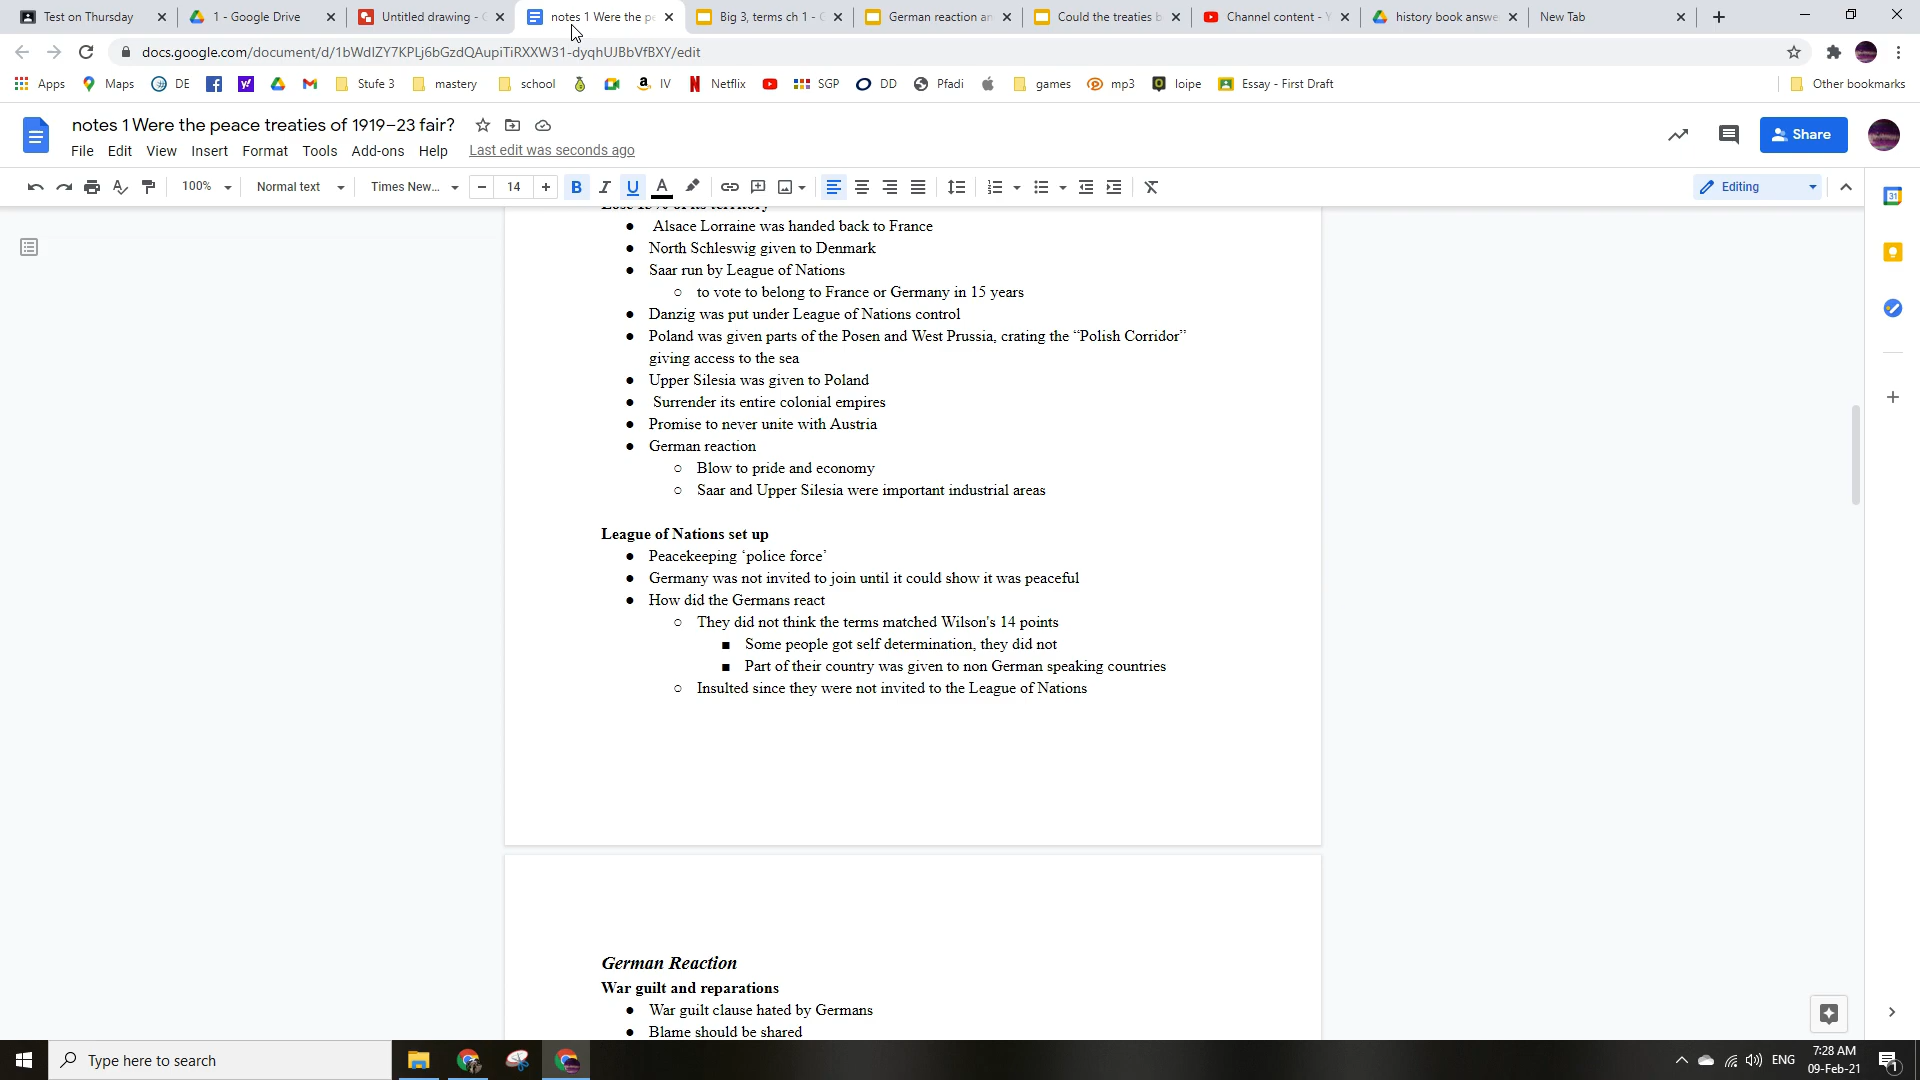 Test on Thursday
1 - Google Drive
Untitled drawing - G
notes 1 Were the pe
Big 3, terms ch 1 - G
German reaction an
Could the treaties b
Channel content - Y
history book answe
New Tab
docs.google.com/document/d/1bWdIZY7KPLj6bGzdQAupiTiRXXW31-dyqhUJBbVfBXY/edit
Apps
Maps
DE
Stufe 3
mastery
school
IV
Netflix
SGP
DD
Pfadi
games
mp3
loipe
Essay - First Draft
Other bookmarks
notes 1 Were the peace treaties of 1919–23 fair?
Share
File Edit View Insert Format Tools Add-ons Help Last edit was seconds ago
100% Normal text Times New... 14 B I U A Editing
Lose 13% of its territory
● Alsace Lorraine was handed back to France
● North Schleswig given to Denmark
● Saar run by League of Nations
○ to vote to belong to France or Germany in 15 years
● Danzig was put under League of Nations control
● Poland was given parts of the Posen and West Prussia, crating the “Polish Corridor”
giving access to the sea
● Upper Silesia was given to Poland
● Surrender its entire colonial empires
● Promise to never unite with Austria
● German reaction
○ Blow to pride and economy
○ Saar and Upper Silesia were important industrial areas
League of Nations set up
● Peacekeeping ‘police force’
● Germany was not invited to join until it could show it was peaceful
● How did the Germans react
○ They did not think the terms matched Wilson's 14 points
■ Some people got self determination, they did not
■ Part of their country was given to non German speaking countries
○ Insulted since they were not invited to the League of Nations
German Reaction
War guilt and reparations
● War guilt clause hated by Germans
● Blame should be shared
Type here to search
ENG
7:28 AM
09-Feb-21
1